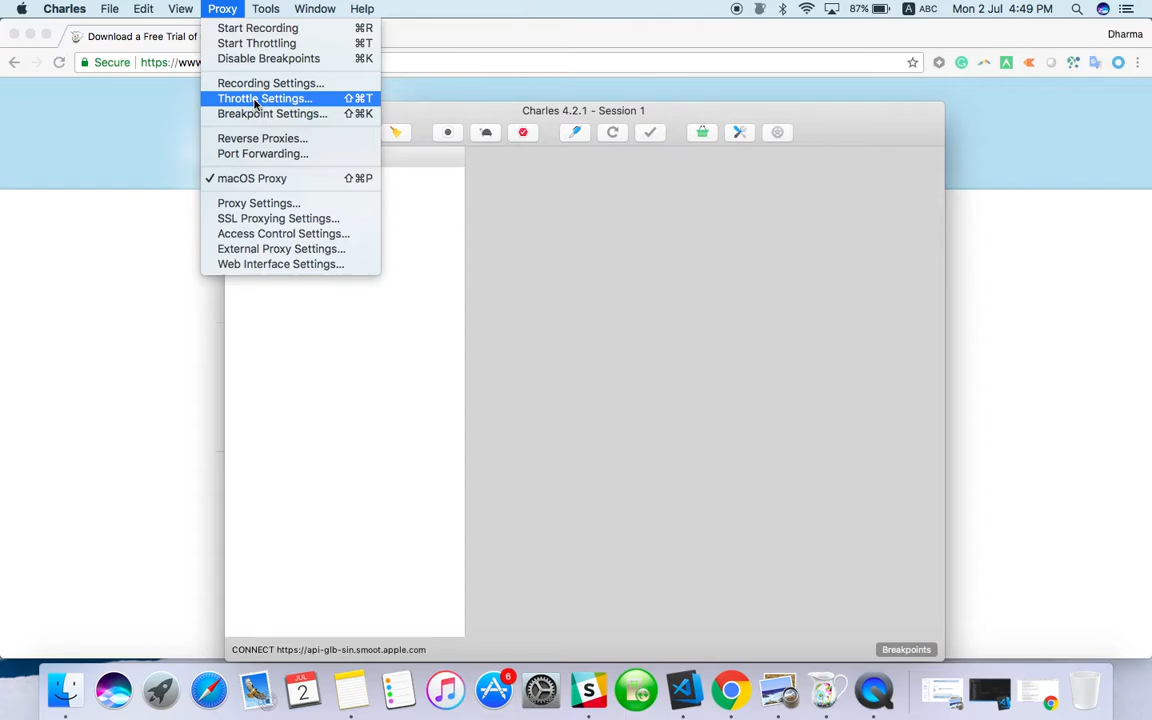 Charles File Edit View Proxy Tools Window Help 87% ABC Mon 2 Jul 4:49 PM
Start Recording ⌘R
Start Throttling ⌘T
Disable Breakpoints ⌘K
Recording Settings...
Throttle Settings... ⇧⌘T
Breakpoint Settings... ⇧⌘K
Reverse Proxies...
Port Forwarding...
✓ macOS Proxy ⇧⌘P
Proxy Settings...
SSL Proxying Settings...
Access Control Settings...
External Proxy Settings...
Web Interface Settings...
Download a Free Trial of
Dharma
Secure https://www
Charles 4.2.1 - Session 1
CONNECT https://api-glb-sin.smoot.apple.com
Breakpoints
JUL
2
6